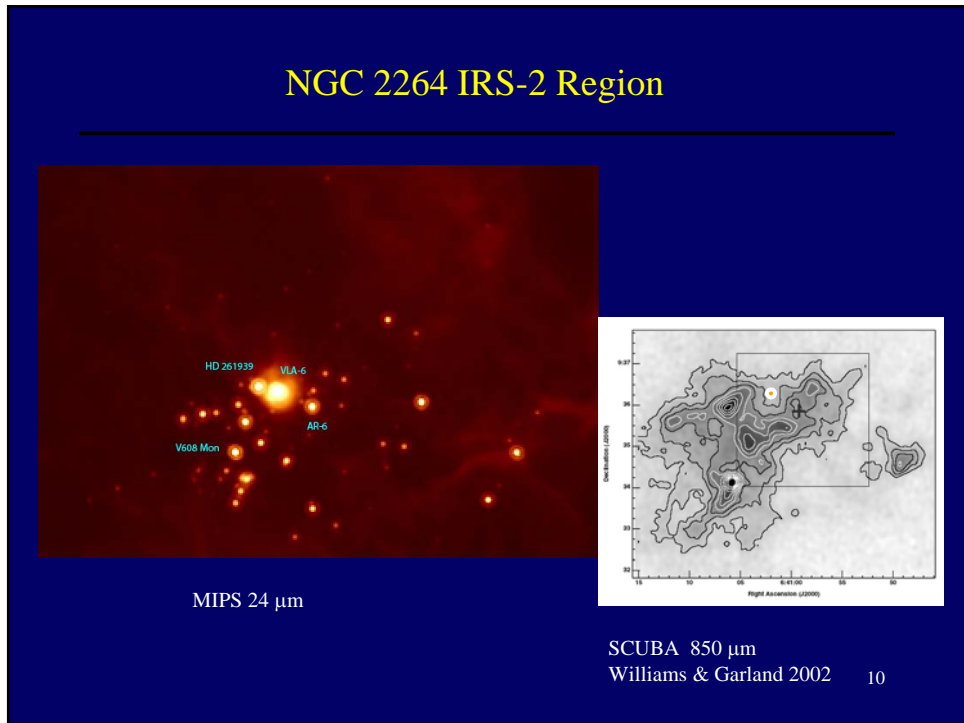 NGC 2264 IRS-2 Region
HD 261939
VLA-6
AR-6
V608 Mon
MIPS 24 μm
9:37
36
35
34
33
32
Declination (J2000)
15
10
05
6:41:00
55
50
Right Ascension (J2000)
SCUBA 850 μm
Williams & Garland 2002
10